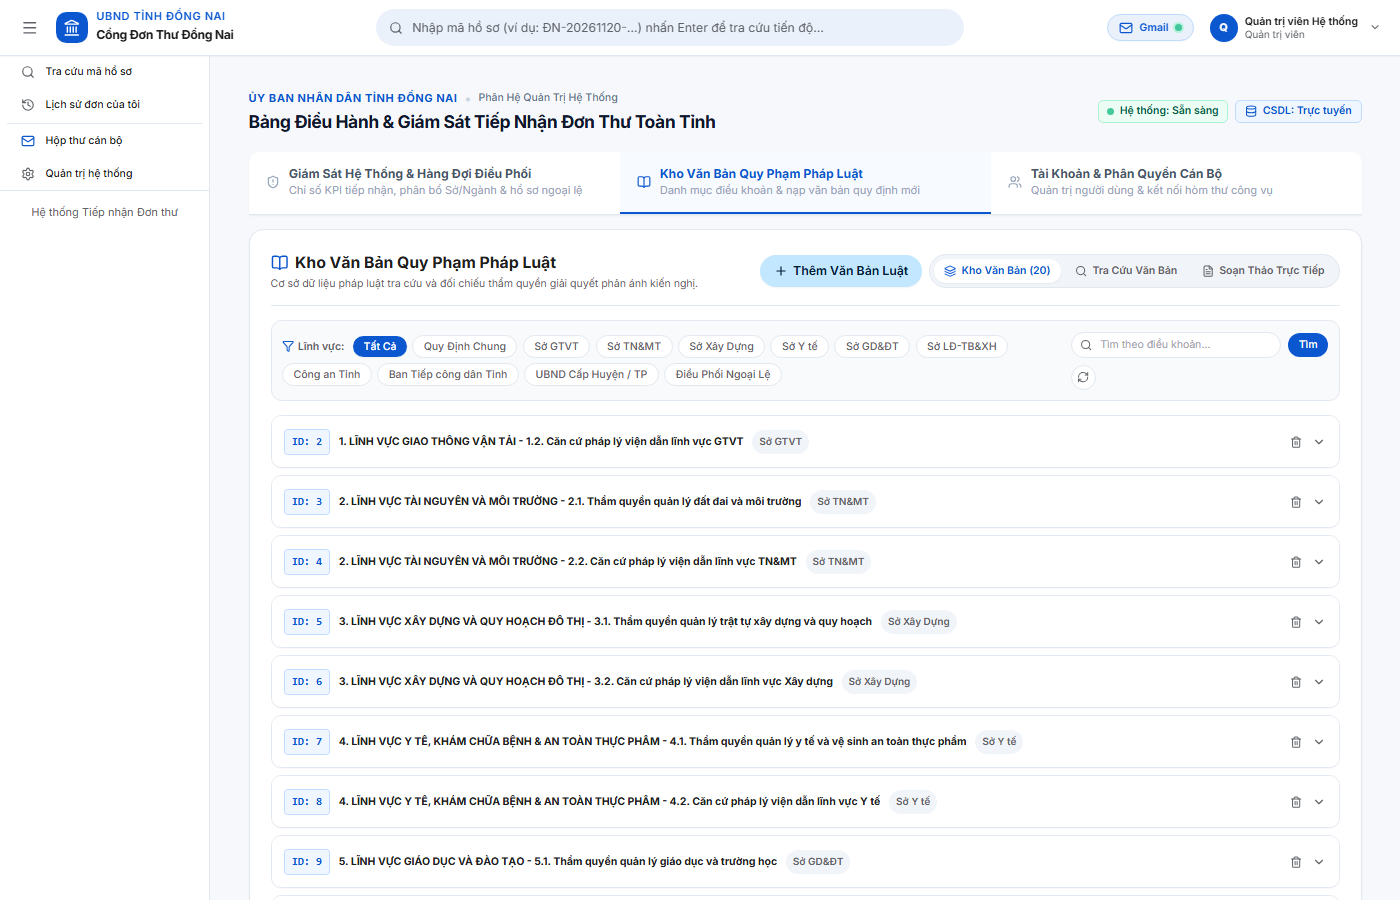 UBND TỈNH ĐỒNG NAI
Cổng Đơn Thư Đồng Nai
Nhập mã hồ sơ (ví dụ: ĐN-20261120-...) nhấn Enter để tra cứu tiến độ...
Gmail
Q
Quản trị viên Hệ thống
Quản trị viên
Tra cứu mã hồ sơ
Lịch sử đơn của tôi
Hộp thư cán bộ
Quản trị hệ thống
Hệ thống Tiếp nhận Đơn thư
ỦY BAN NHÂN DÂN TỈNH ĐỒNG NAI
Phân Hệ Quản Trị Hệ Thống
Bảng Điều Hành & Giám Sát Tiếp Nhận Đơn Thư Toàn Tỉnh
Hệ thống: Sẵn sàng
CSDL: Trực tuyến
Giám Sát Hệ Thống & Hàng Đợi Điều Phối
Chỉ số KPI tiếp nhận, phân bổ Sở/Ngành & hồ sơ ngoại lệ
Kho Văn Bản Quy Phạm Pháp Luật
Danh mục điều khoản & nạp văn bản quy định mới
Tài Khoản & Phân Quyền Cán Bộ
Quản trị người dùng & kết nối hòm thư công vụ
Kho Văn Bản Quy Phạm Pháp Luật
Cơ sở dữ liệu pháp luật tra cứu và đối chiếu thẩm quyền giải quyết phản ánh kiến nghị.
Thêm Văn Bản Luật
Kho Văn Bản (20)
Tra Cứu Văn Bản
Soạn Thảo Trực Tiếp
Lĩnh vực:
Tất Cả
Quy Định Chung
Sở GTVT
Sở TN&MT
Sở Xây Dựng
Sở Y tế
Sở GD&ĐT
Sở LĐ-TB&XH
Công an Tỉnh
Ban Tiếp công dân Tỉnh
UBND Cấp Huyện / TP
Điều Phối Ngoại Lệ
Tìm theo điều khoản...
Tìm
ID: 2 1. LĨNH VỰC GIAO THÔNG VẬN TẢI - 1.2. Căn cứ pháp lý viện dẫn lĩnh vực GTVT Sở GTVT
ID: 3 2. LĨNH VỰC TÀI NGUYÊN VÀ MÔI TRƯỜNG - 2.1. Thẩm quyền quản lý đất đai và môi trường Sở TN&MT
ID: 4 2. LĨNH VỰC TÀI NGUYÊN VÀ MÔI TRƯỜNG - 2.2. Căn cứ pháp lý viện dẫn lĩnh vực TN&MT Sở TN&MT
ID: 5 3. LĨNH VỰC XÂY DỰNG VÀ QUY HOẠCH ĐÔ THỊ - 3.1. Thẩm quyền quản lý trật tự xây dựng và quy hoạch Sở Xây Dựng
ID: 6 3. LĨNH VỰC XÂY DỰNG VÀ QUY HOẠCH ĐÔ THỊ - 3.2. Căn cứ pháp lý viện dẫn lĩnh vực Xây dựng Sở Xây Dựng
ID: 7 4. LĨNH VỰC Y TẾ, KHÁM CHỮA BỆNH & AN TOÀN THỰC PHẨM - 4.1. Thẩm quyền quản lý y tế và vệ sinh an toàn thực phẩm Sở Y tế
ID: 8 4. LĨNH VỰC Y TẾ, KHÁM CHỮA BỆNH & AN TOÀN THỰC PHẨM - 4.2. Căn cứ pháp lý viện dẫn lĩnh vực Y tế Sở Y tế
ID: 9 5. LĨNH VỰC GIÁO DỤC VÀ ĐÀO TẠO - 5.1. Thẩm quyền quản lý giáo dục và trường học Sở GD&ĐT